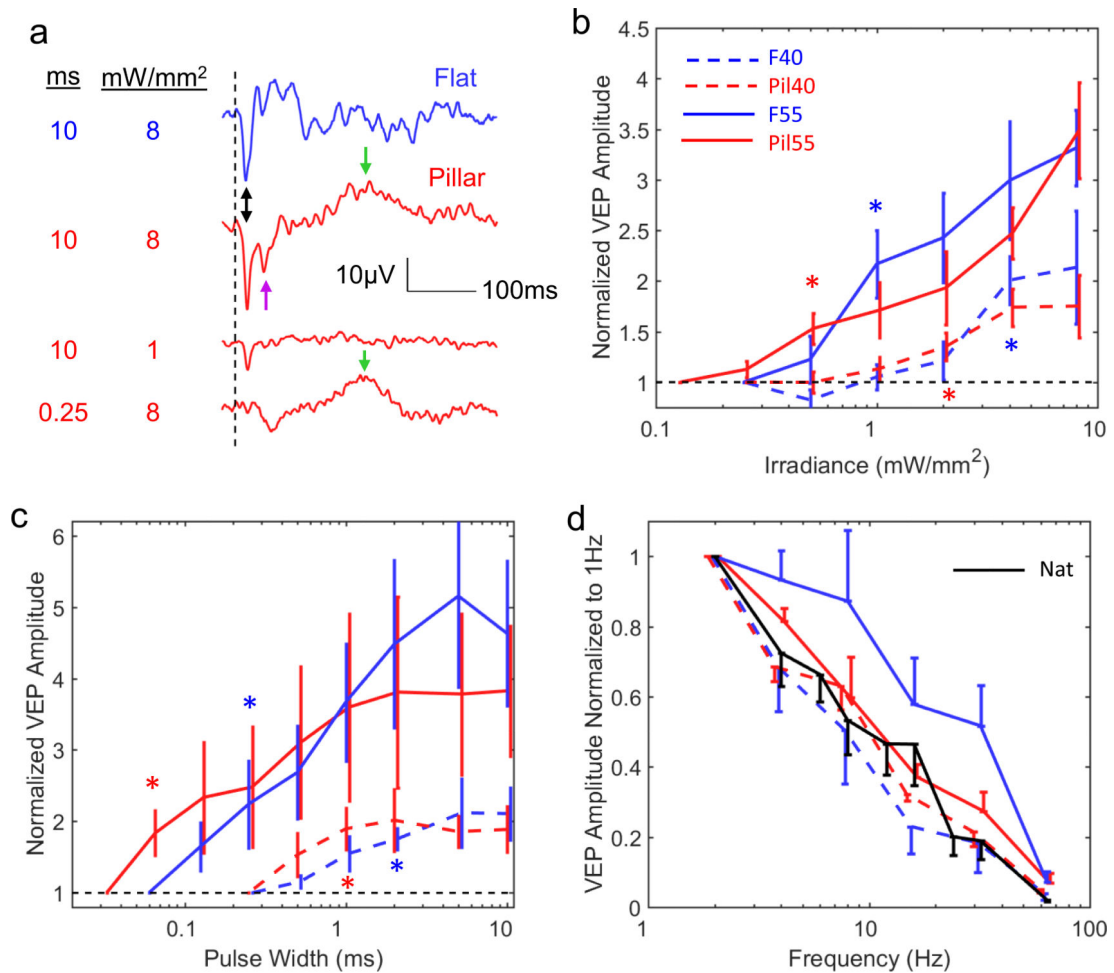 a
ms mW/mm²
Flat
10 8
Pillar
10 8
10µV
100ms
10 1
0.25 8
b
Normalized VEP Amplitude
4.5
4
3.5
3
2.5
2
1.5
1
F40
Pil40
F55
Pil55
*
*
*
*
0.1 1 10
Irradiance (mW/mm²)
c
Normalized VEP Amplitude
6
5
4
3
2
1
*
*
*
*
0.1 1 10
Pulse Width (ms)
d
VEP Amplitude Normalized to 1Hz
1
0.8
0.6
0.4
0.2
0
Nat
1 10 100
Frequency (Hz)